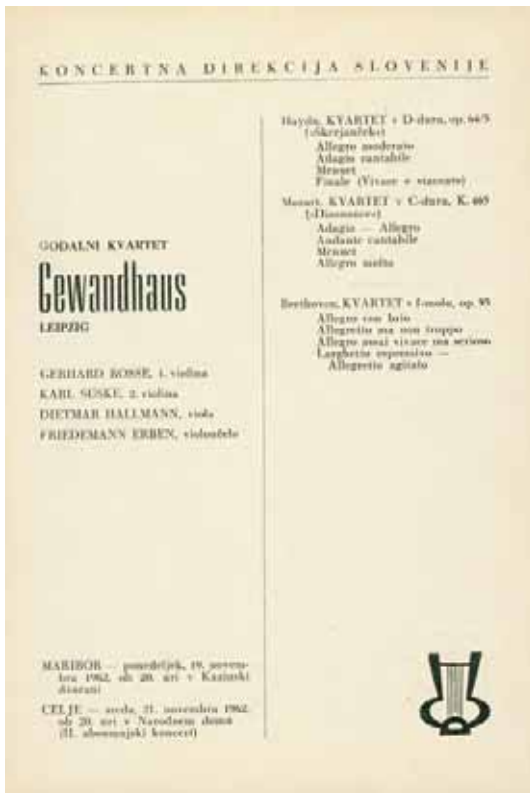 KONCERTNA DIREKCIJA SLOVENIJE
GODALNI KVARTET
Gewandhaus
LEIPZIG
GERHARD BOSSE, 1. violina
KARL SUSKE, 2. violina
DIETMAR HALLMANN, viola
FRIEDEMANN ERBEN, violončelo
MARIBOR — ponedeljek, 19. novem-
bra 1962, ob 20. uri v Kazinski
dvorani
CELJE — sreda, 21. novembra 1962
ob 20. uri v Narodnem domu
(II. abonmajski koncert)
Haydn, KVARTET v D-duru, op. 64/5
(»Škrjanček«)
Allegro moderato
Adagio cantabile
Menuet
Finale (Vivace e staccato)
Mozart, KVARTET v C-duru, K. 465
(»Disonance«)
Adagio — Allegro
Andante cantabile
Menuet
Allegro molto
Beethoven, KVARTET v f-molu, op. 95
Allegro con brio
Allegretto ma non troppo
Allegro assai vivace ma serioso
Larghetto espressivo —
Allegretto agitato